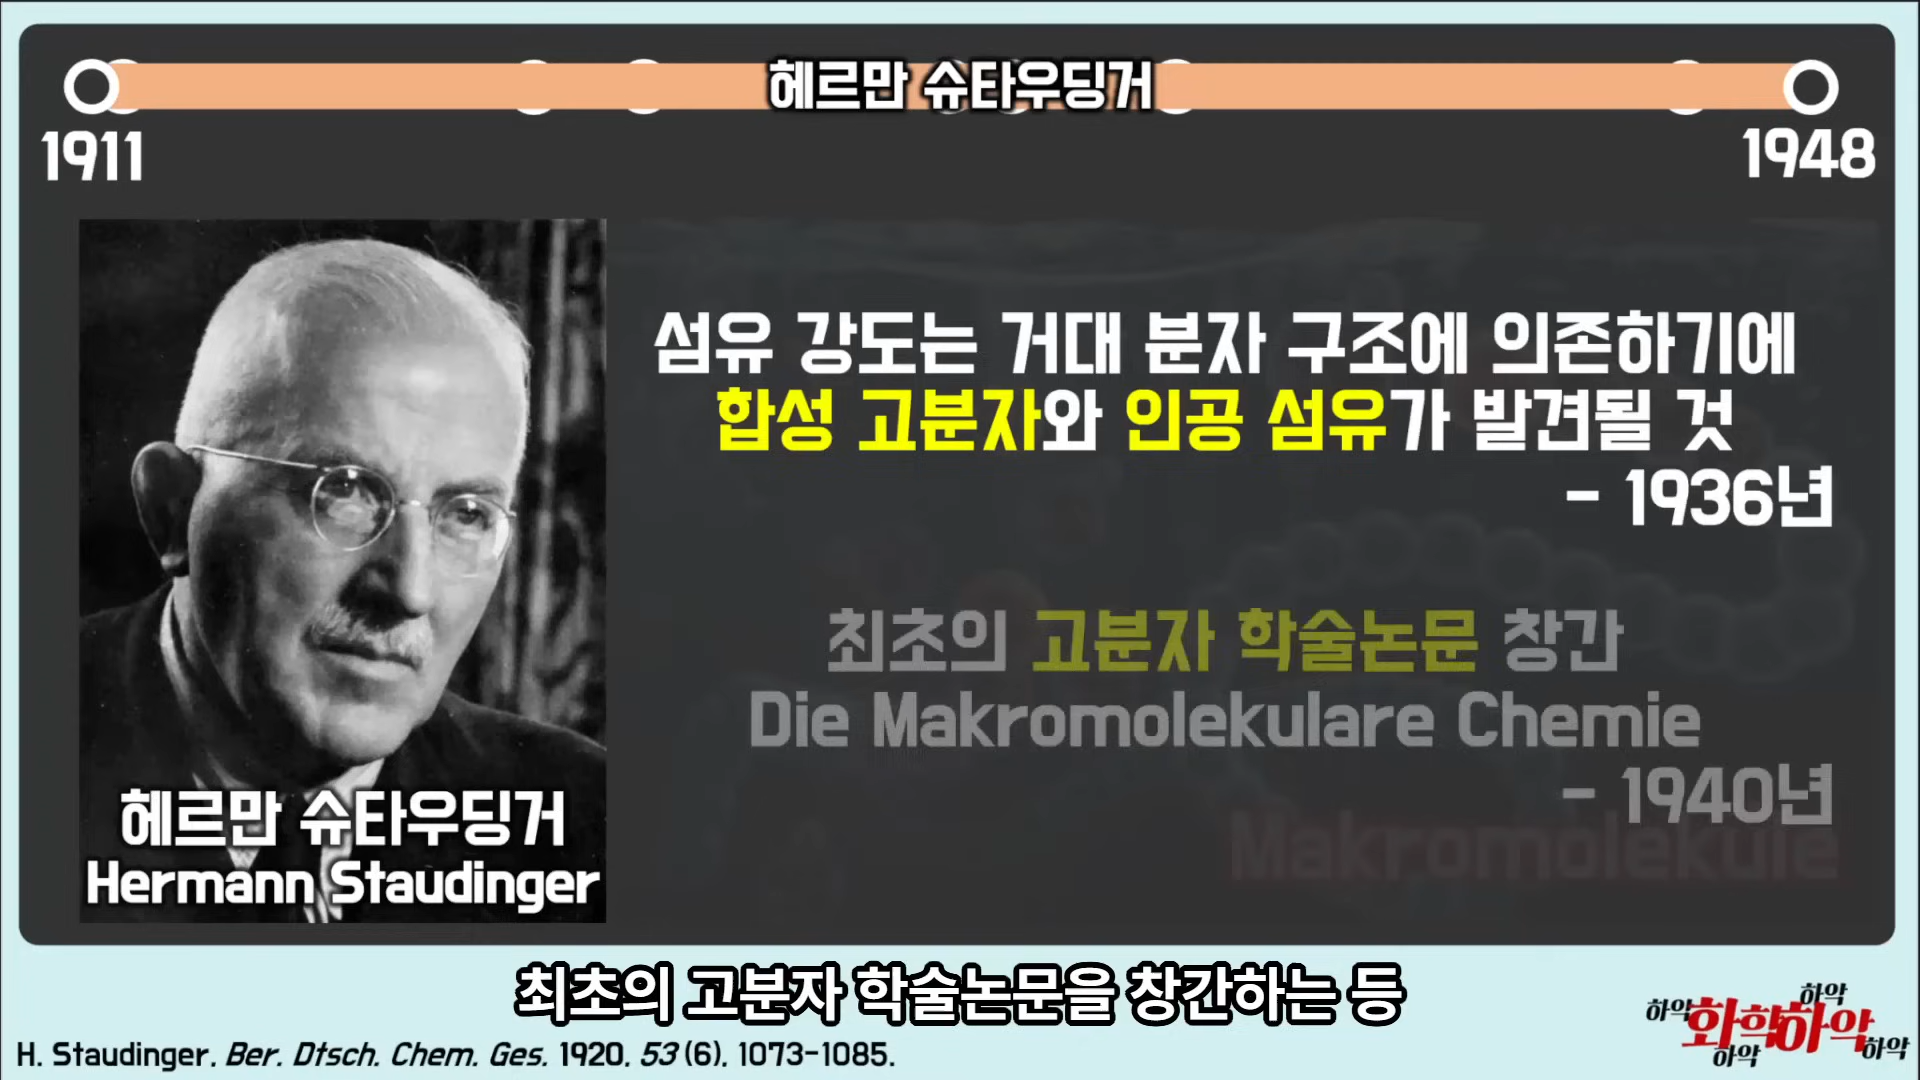 헤르만 슈타우딩거
1911
1948
섬유 강도는 거대 분자 구조에 의존하기에
합성 고분자와 인공 섬유가 발견될 것
- 1936년
최초의 고분자 학술논문 창간
Die Makromolekulare Chemie
- 1940년
Makromoleküle
헤르만 슈타우딩거
Hermann Staudinger
최초의 고분자 학술논문을 창간하는 등
H. Staudinger, Ber. Dtsch. Chem. Ges. 1920, 53 (6), 1073-1085.
하악
하악
화학하악
하악
하악